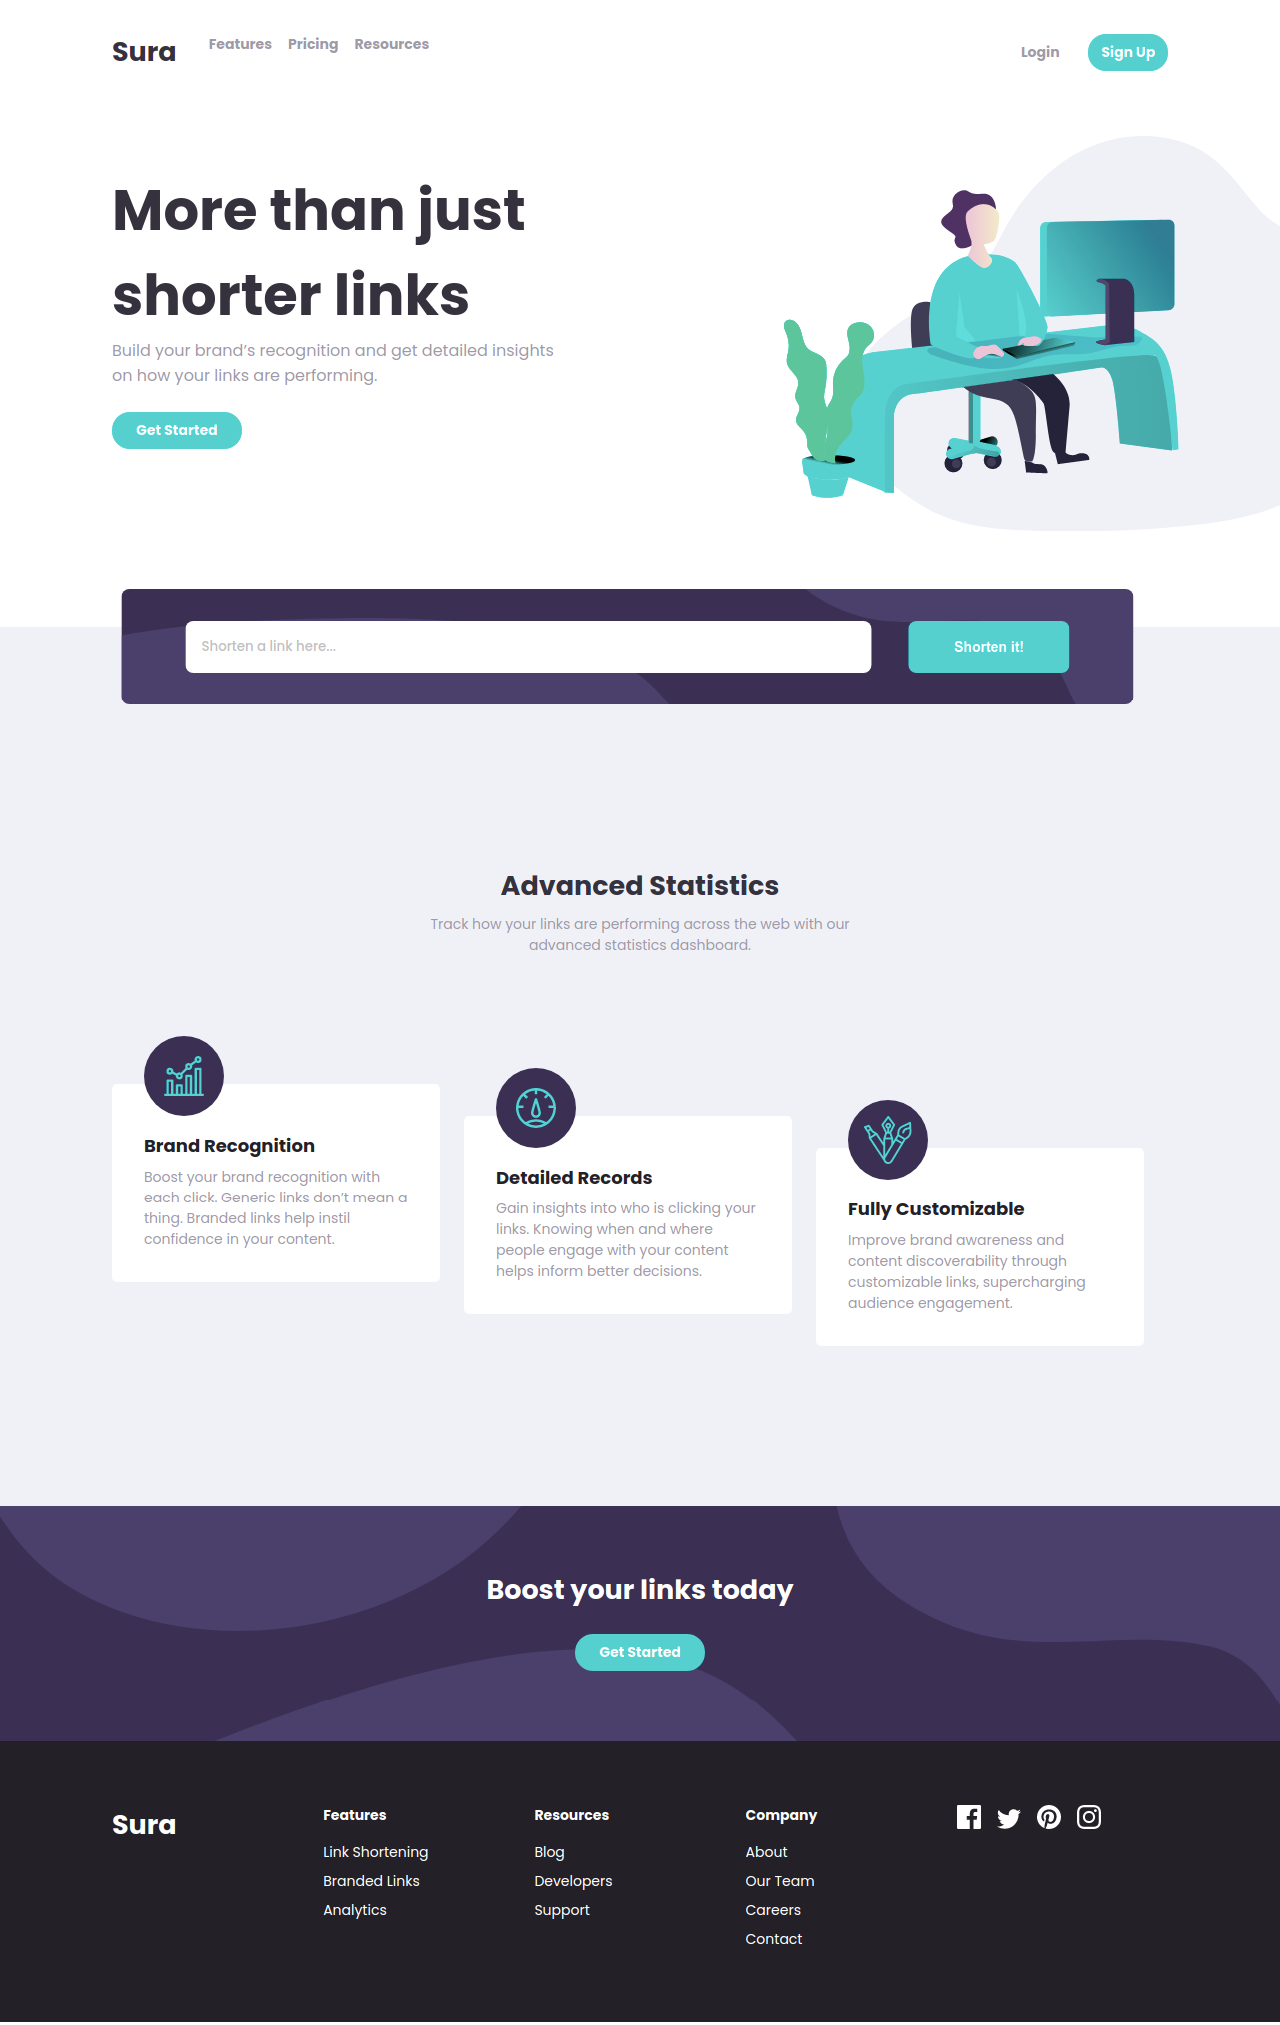 Sura
Features Pricing Resources
Login
Sign Up
More than just
shorter links
Build your brand’s recognition and get detailed insights
on how your links are performing.
Get Started
Shorten a link here...
Shorten it!
Advanced Statistics
Track how your links are performing across the web with our
advanced statistics dashboard.
Brand Recognition
Boost your brand recognition with
each click. Generic links don’t mean a
thing. Branded links help instil
confidence in your content.
Detailed Records
Gain insights into who is clicking your
links. Knowing when and where
people engage with your content
helps inform better decisions.
Fully Customizable
Improve brand awareness and
content discoverability through
customizable links, supercharging
audience engagement.
Boost your links today
Get Started
Sura
Features
Link Shortening
Branded Links
Analytics
Resources
Blog
Developers
Support
Company
About
Our Team
Careers
Contact